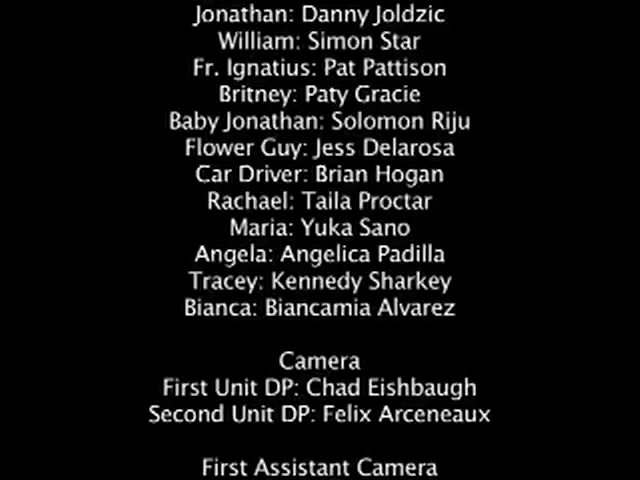 Jonathan: Danny Joldzic
William: Simon Star
Fr. Ignatius: Pat Pattison
Britney: Paty Gracie
Baby Jonathan: Solomon Riju
Flower Guy: Jess Delarosa
Car Driver: Brian Hogan
Rachael: Taila Proctar
Maria: Yuka Sano
Angela: Angelica Padilla
Tracey: Kennedy Sharkey
Bianca: Biancamia Alvarez
Camera
First Unit DP: Chad Eishbaugh
Second Unit DP: Felix Arceneaux
First Assistant Camera